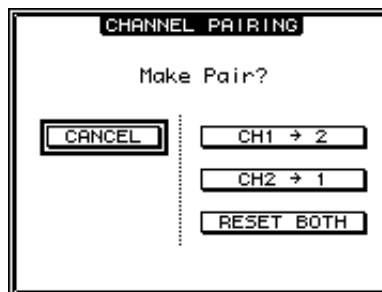 CHANNEL PAIRING
Make Pair?
CANCEL
CH1 → 2
CH2 → 1
RESET BOTH